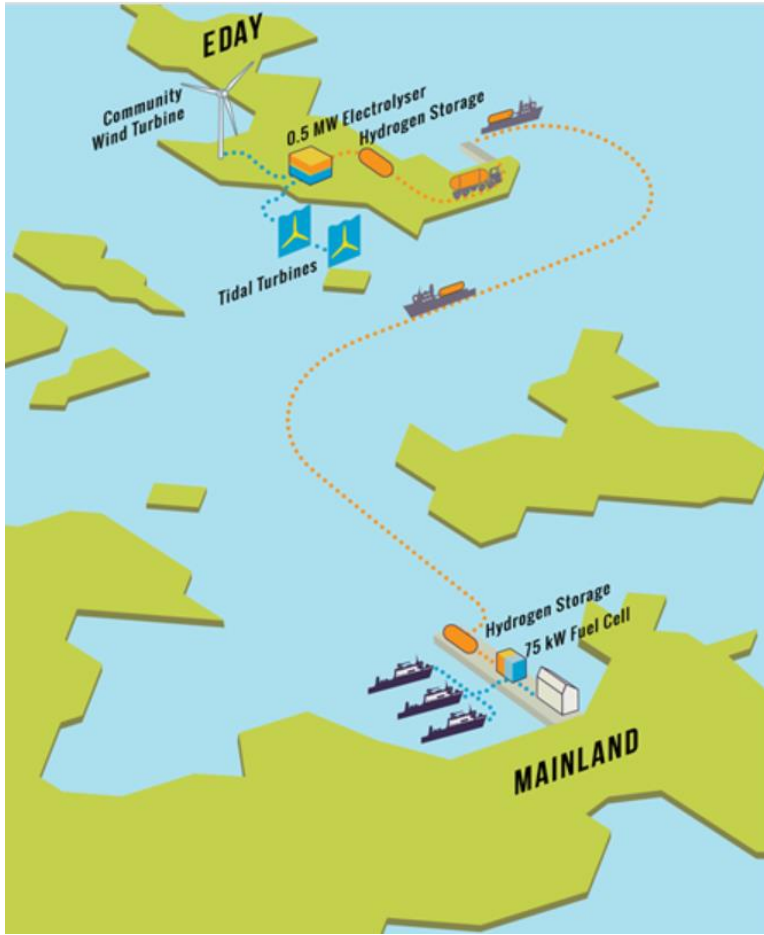 EDAY
Community
Wind Turbine
0.5 MW Electrolyser
Hydrogen Storage
Tidal Turbines
Hydrogen Storage
75 kW Fuel Cell
MAINLAND